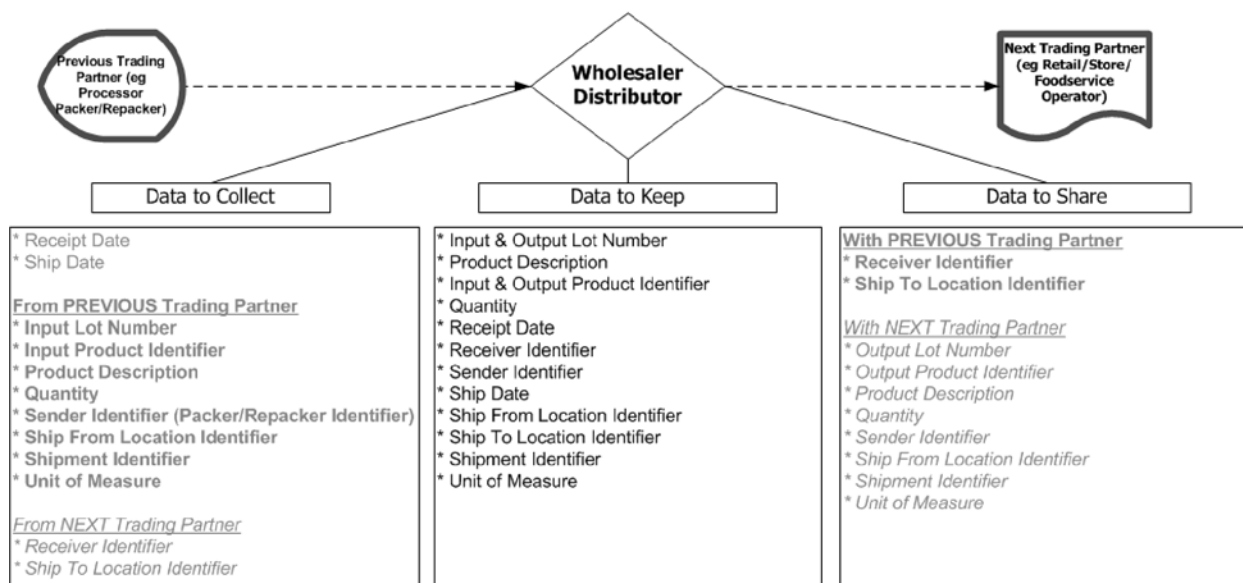 Previous Trading
Partner (eg
Processor
Packer/Repacker)
Wholesaler
Distributor
Next Trading Partner
(eg Retail/Store/
Foodservice
Operator)
Data to Collect
* Receipt Date
* Ship Date
From PREVIOUS Trading Partner
* Input Lot Number
* Input Product Identifier
* Product Description
* Quantity
* Sender Identifier (Packer/Repacker Identifier)
* Ship From Location Identifier
* Shipment Identifier
* Unit of Measure
From NEXT Trading Partner
* Receiver Identifier
* Ship To Location Identifier
Data to Keep
* Input & Output Lot Number
* Product Description
* Input & Output Product Identifier
* Quantity
* Receipt Date
* Receiver Identifier
* Sender Identifier
* Ship Date
* Ship From Location Identifier
* Ship To Location Identifier
* Shipment Identifier
* Unit of Measure
Data to Share
With PREVIOUS Trading Partner
* Receiver Identifier
* Ship To Location Identifier
With NEXT Trading Partner
* Output Lot Number
* Output Product Identifier
* Product Description
* Quantity
* Sender Identifier
* Ship From Location Identifier
* Shipment Identifier
* Unit of Measure